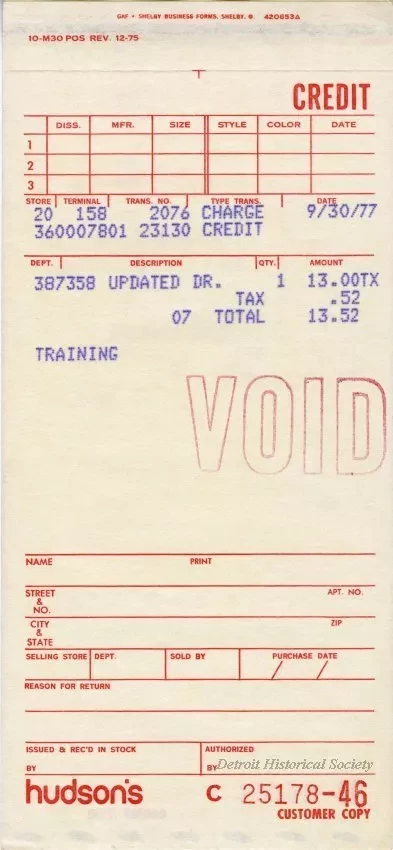 GAF • SHELBY BUSINESS FORMS, SHELBY, O. 420853A
10-M30 POS REV. 12-75
CREDIT
DISS. MFR. SIZE STYLE COLOR DATE
1
2
3
STORE TERMINAL TRANS. NO. TYPE TRANS. DATE
20 158 2076 CHARGE 9/30/77
360007801 23130 CREDIT
DEPT. DESCRIPTION QTY. AMOUNT
387358 UPDATED DR. 1 13.00TX
TAX .52
07 TOTAL 13.52
TRAINING
VOID
NAME PRINT
STREET & NO. APT. NO.
CITY & STATE ZIP
SELLING STORE DEPT. SOLD BY PURCHASE DATE
/ /
REASON FOR RETURN
ISSUED & REC'D IN STOCK AUTHORIZED
BY BY Detroit Historical Society
hudson's C 25178-46
CUSTOMER COPY